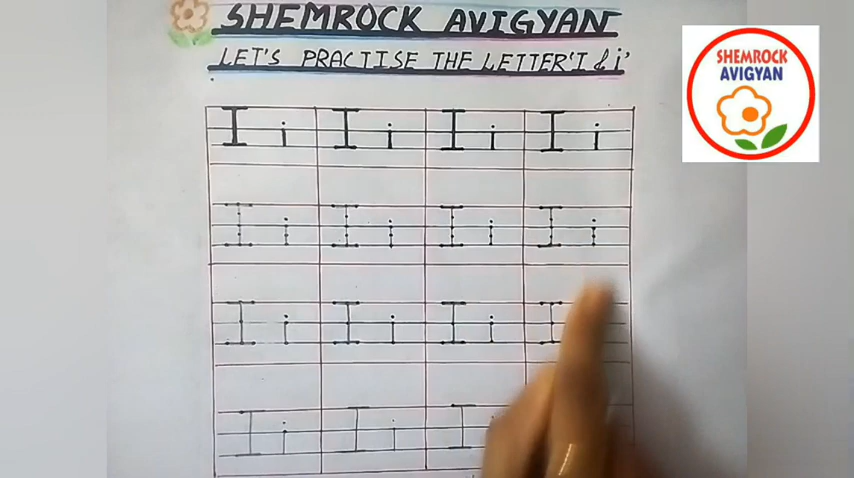 SHEMROCK AVIGYAN
LET'S PRACTISE THE LETTER 'I & i'
SHEMROCK
AVIGYAN
I i I i I i I i
I i I i I i I i
I i I i I i I
I i I i I